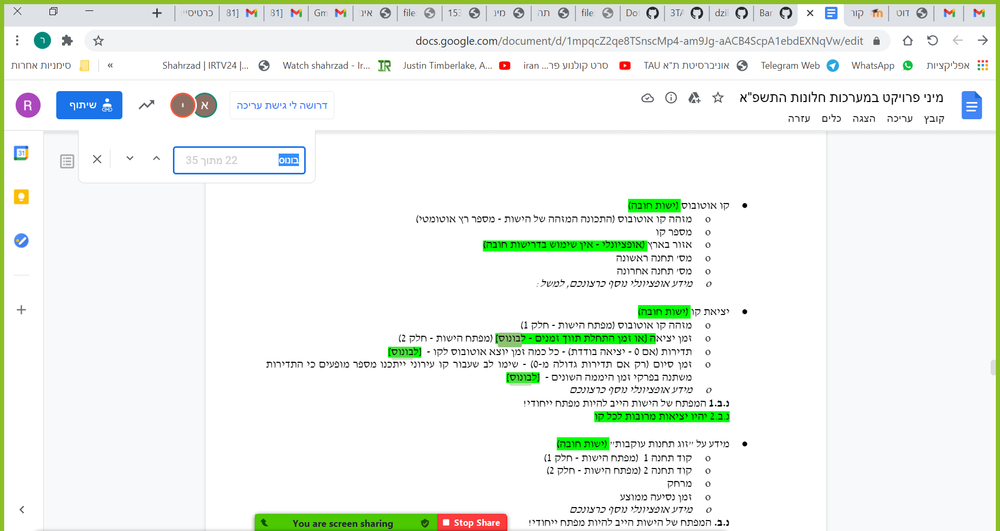 כרטיסיי
81]
81]
Gm
אינ
file:
153
מינ
תה
file:
Do
3TA
dzil
Bar
קור
דוט
docs.google.com/document/d/1mpqcZ2qe8TSnscMp4-am9Jg-aACB4ScpA1ebdEXNqVw/edit
ר
אפליקציות
WhatsApp
Telegram Web
אוניברסיטת ת"א TAU
סרט קולנוע פר... iran
Justin Timberlake, A...
Watch shahrzad - Ir...
Shahrzad | IRTV24 |...
«
סימניות אחרות
מיני פרויקט במערכות חלונות התשפ"א
קובץ עריכה הצגה כלים עזרה
דרושה לי גישת עריכה
א
י
שיתוף
R
31
בונוס 22 מתוך 35
● קו אוטובוס (ישות חובה)
o מזהה קו אוטובוס (התכונה המזהה של הישות - מספר רץ אוטומטי)
o מספר קו
o אזור בארץ (אופציונלי - אין שימוש בדרישות חובה)
o מס' תחנה ראשונה
o מס' תחנה אחרונה
o מידע אופציונלי נוסף כרצונכם, למשל:
● יציאת קו (ישות חובה)
o מזהה קו אוטובוס (מפתח הישות - חלק 1)
o זמן יציאה [או זמן התחלת תווך זמנים - לבונוס] (מפתח הישות - חלק 2)
o תדירות (אם 0 - יציאה בודדת) - כל כמה זמן יוצא אוטובוס לקו - [לבונוס]
o זמן סיום (רק אם תדירות גדולה מ-0) - שימו לב שעבור קו עירוני ייתכנו מספר מופעים כי התדירות
משתנה בפרקי זמן היממה השונים - [לבונוס]
o מידע אופציונלי נוסף כרצונכם
נ.ב.1 המפתח של הישות הייב להיות מפתח ייחודי!
נ.ב.2 יהיו יציאות מרובות לכל קו
● מידע על "זוג תחנות עוקבות" (ישות חובה)
o קוד תחנה 1 (מפתח הישות - חלק 1)
o קוד תחנה 2 (מפתח הישות - חלק 2)
o מרחק
o זמן נסיעה ממוצע
o מידע אופציונלי נוסף כרצונכם
נ.ב. המפתח של הישות הייב להיות מפתח ייחודי!
You are screen sharing
Stop Share